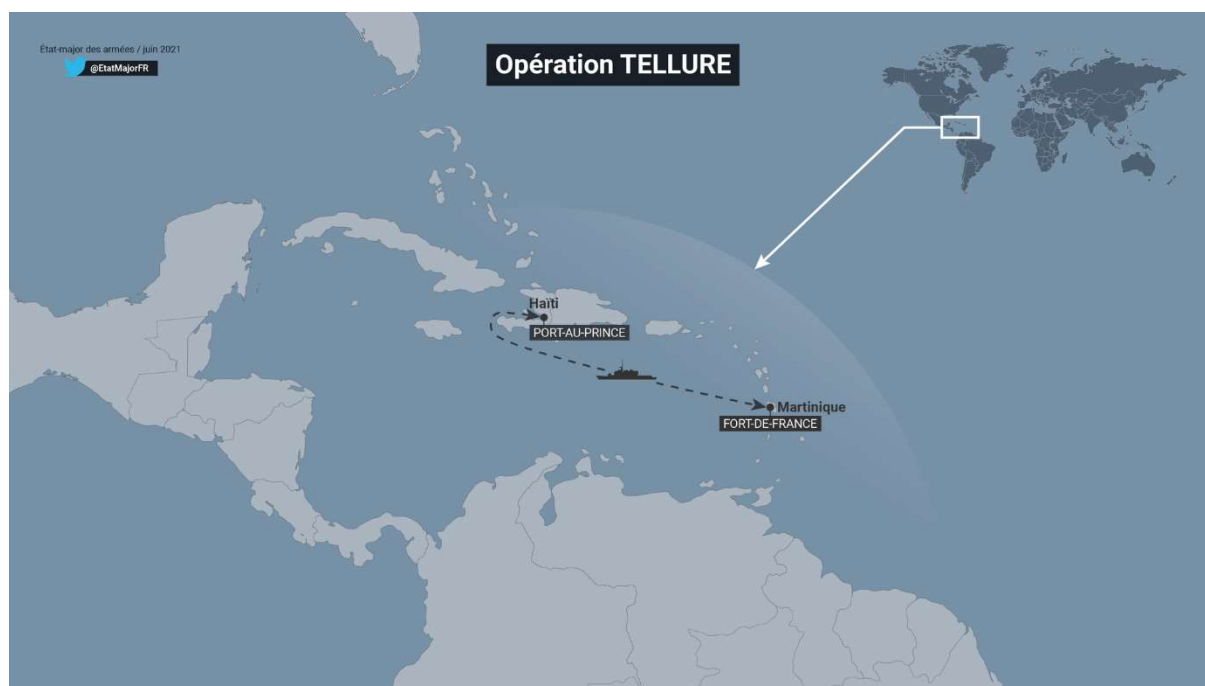 État-major des armées / juin 2021
@EtatMajorFR
Opération TELLURE
Haïti
PORT-AU-PRINCE
Martinique
FORT-DE-FRANCE